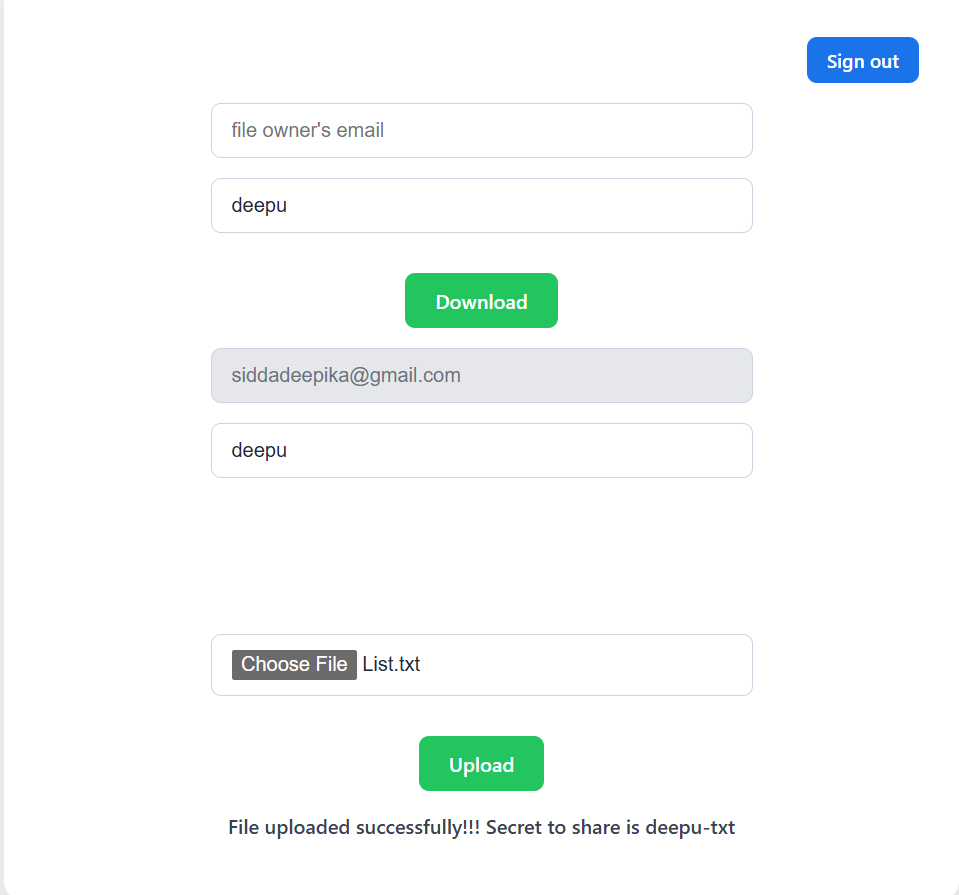 Sign out
file owner's email
deepu
Download
siddadeepika@gmail.com
deepu
Choose File List.txt
Upload
File uploaded successfully!!! Secret to share is deepu-txt